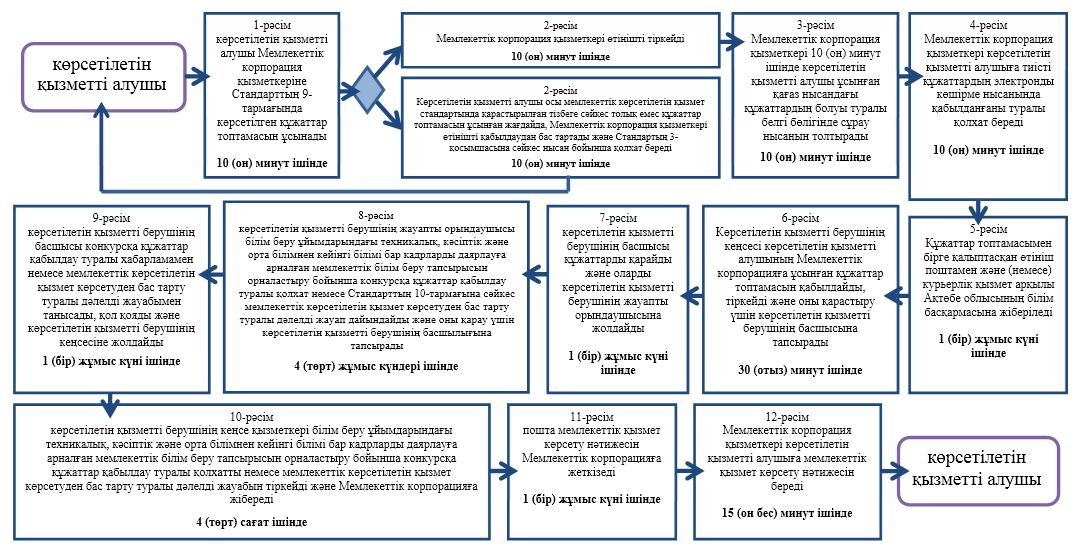 көрсетілетін
қызметті алушы
1-рәсім
көрсетілетін қызметті
алушы Мемлекеттік
корпорация
қызметкеріне
Стандарттың 9-
тармағында
көрсетілген құжаттар
топтамасын ұсынады
10 (он) минут ішінде
2-рәсім
Мемлекеттік корпорация қызметкері өтінішті тіркейді
10 (он) минут ішінде
2-рәсім
Көрсетілетін қызметті алушы осы мемлекеттік көрсетілетін қызмет
стандартында қарастырылған тізбеге сәйкес толық емес құжаттар
топтамасын ұсынған жағдайда, Мемлекеттік корпорация қызметкері
өтінішті қабылдаудан бас тартады және Стандарттың 3-
қосымшасына сәйкес нысан бойынша қолхат береді
10 (он) минут ішінде
3-рәсім
Мемлекеттік корпорация
қызметкері 10 (он) минут
ішінде көрсетілетін
қызметті алушы ұсынған
қағаз нысандағы
құжаттардың болуы туралы
белгі бөлігінде сұрау
нысанын толтырады
10 (он) минут ішінде
4-рәсім
Мемлекеттік корпорация
қызметкері көрсетілетін
қызметті алушыға тиісті
құжаттардың электронды
көшірме нысанында
қабылданғаны туралы
қолхат береді
10 (он) минут ішінде
9-рәсім
көрсетілетін қызметті берушінің
басшысы конкурсқа құжаттар
қабылдау туралы хабарламамен
немесе мемлекеттік көрсетілетін
қызмет көрсетуден бас тарту
туралы дәлелді жауабымен
танысады, қол қояды және
көрсетілетін қызметті берушінің
кеңсесіне жолдайды
1 (бір) жұмыс күні ішінде
8-рәсім
көрсетілетін қызметті берушінің жауапты орындаушысы
білім беру ұйымдарындағы техникалық, кәсіптік және
орта білімнен кейінгі білімі бар кадрларды даярлауға
арналған мемлекеттік білім беру тапсырысын
орналастыру бойынша конкурсқа құжаттар қабылдау
туралы қолхат немесе Стандарттың 10-тармағына сәйкес
мемлекеттік көрсетілетін қызмет көрсетуден бас тарту
туралы дәлелді жауап дайындайды және оны қарау үшін
көрсетілетін қызметті берушінің басшылығына
тапсырады
4 (төрт) жұмыс күндері ішінде
7-рәсім
көрсетілетін қызметті
берушінің басшысы
құжаттарды қарайды
және оларды
көрсетілетін қызметті
берушінің жауапты
орындаушысына
жолдайды
1 (бір) жұмыс күні
ішінде
6-рәсім
Көрсетілетін қызметті берушінің
кеңсесі көрсетілетін қызметті
алушының Мемлекеттік
корпорацияға ұсынған құжаттар
топтамасын қабылдайды,
тіркейді және оны қарастыру
үшін көрсетілетін қызметті
берушінің басшысына
тапсырады
30 (отыз) минут ішінде
5-рәсім
Құжаттар топтамасымен
бірге қалыптасқан өтініш
поштамен және (немесе)
курьерлік қызмет арқылы
Ақтөбе облысының білім
басқармасына жіберіледі
1 (бір) жұмыс күні
ішінде
10-рәсім
көрсетілетін қызметті берушінің кеңсе қызметкері білім беру ұйымдарындағы
техникалық, кәсіптік және орта білімнен кейінгі білімі бар кадрларды даярлауға
арналған мемлекеттік білім беру тапсырысын орналастыру бойынша конкурсқа
құжаттар қабылдау туралы қолхатты немесе мемлекеттік көрсетілетін қызмет
көрсетуден бас тарту туралы дәлелді жауабын тіркейді және Мемлекеттік корпорацияға
жібереді
4 (төрт) сағат ішінде
11-рәсім
пошта мемлекеттік қызмет
көрсету нәтижесін
Мемлекеттік корпорацияға
жеткізеді
1 (бір) жұмыс күні ішінде
12-рәсім
Мемлекеттік корпорация
қызметкері көрсетілетін
қызметті алушыға мемлекеттік
қызмет көрсету нәтижесін
береді
15 (он бес) минут ішінде
көрсетілетін
қызметті алушы